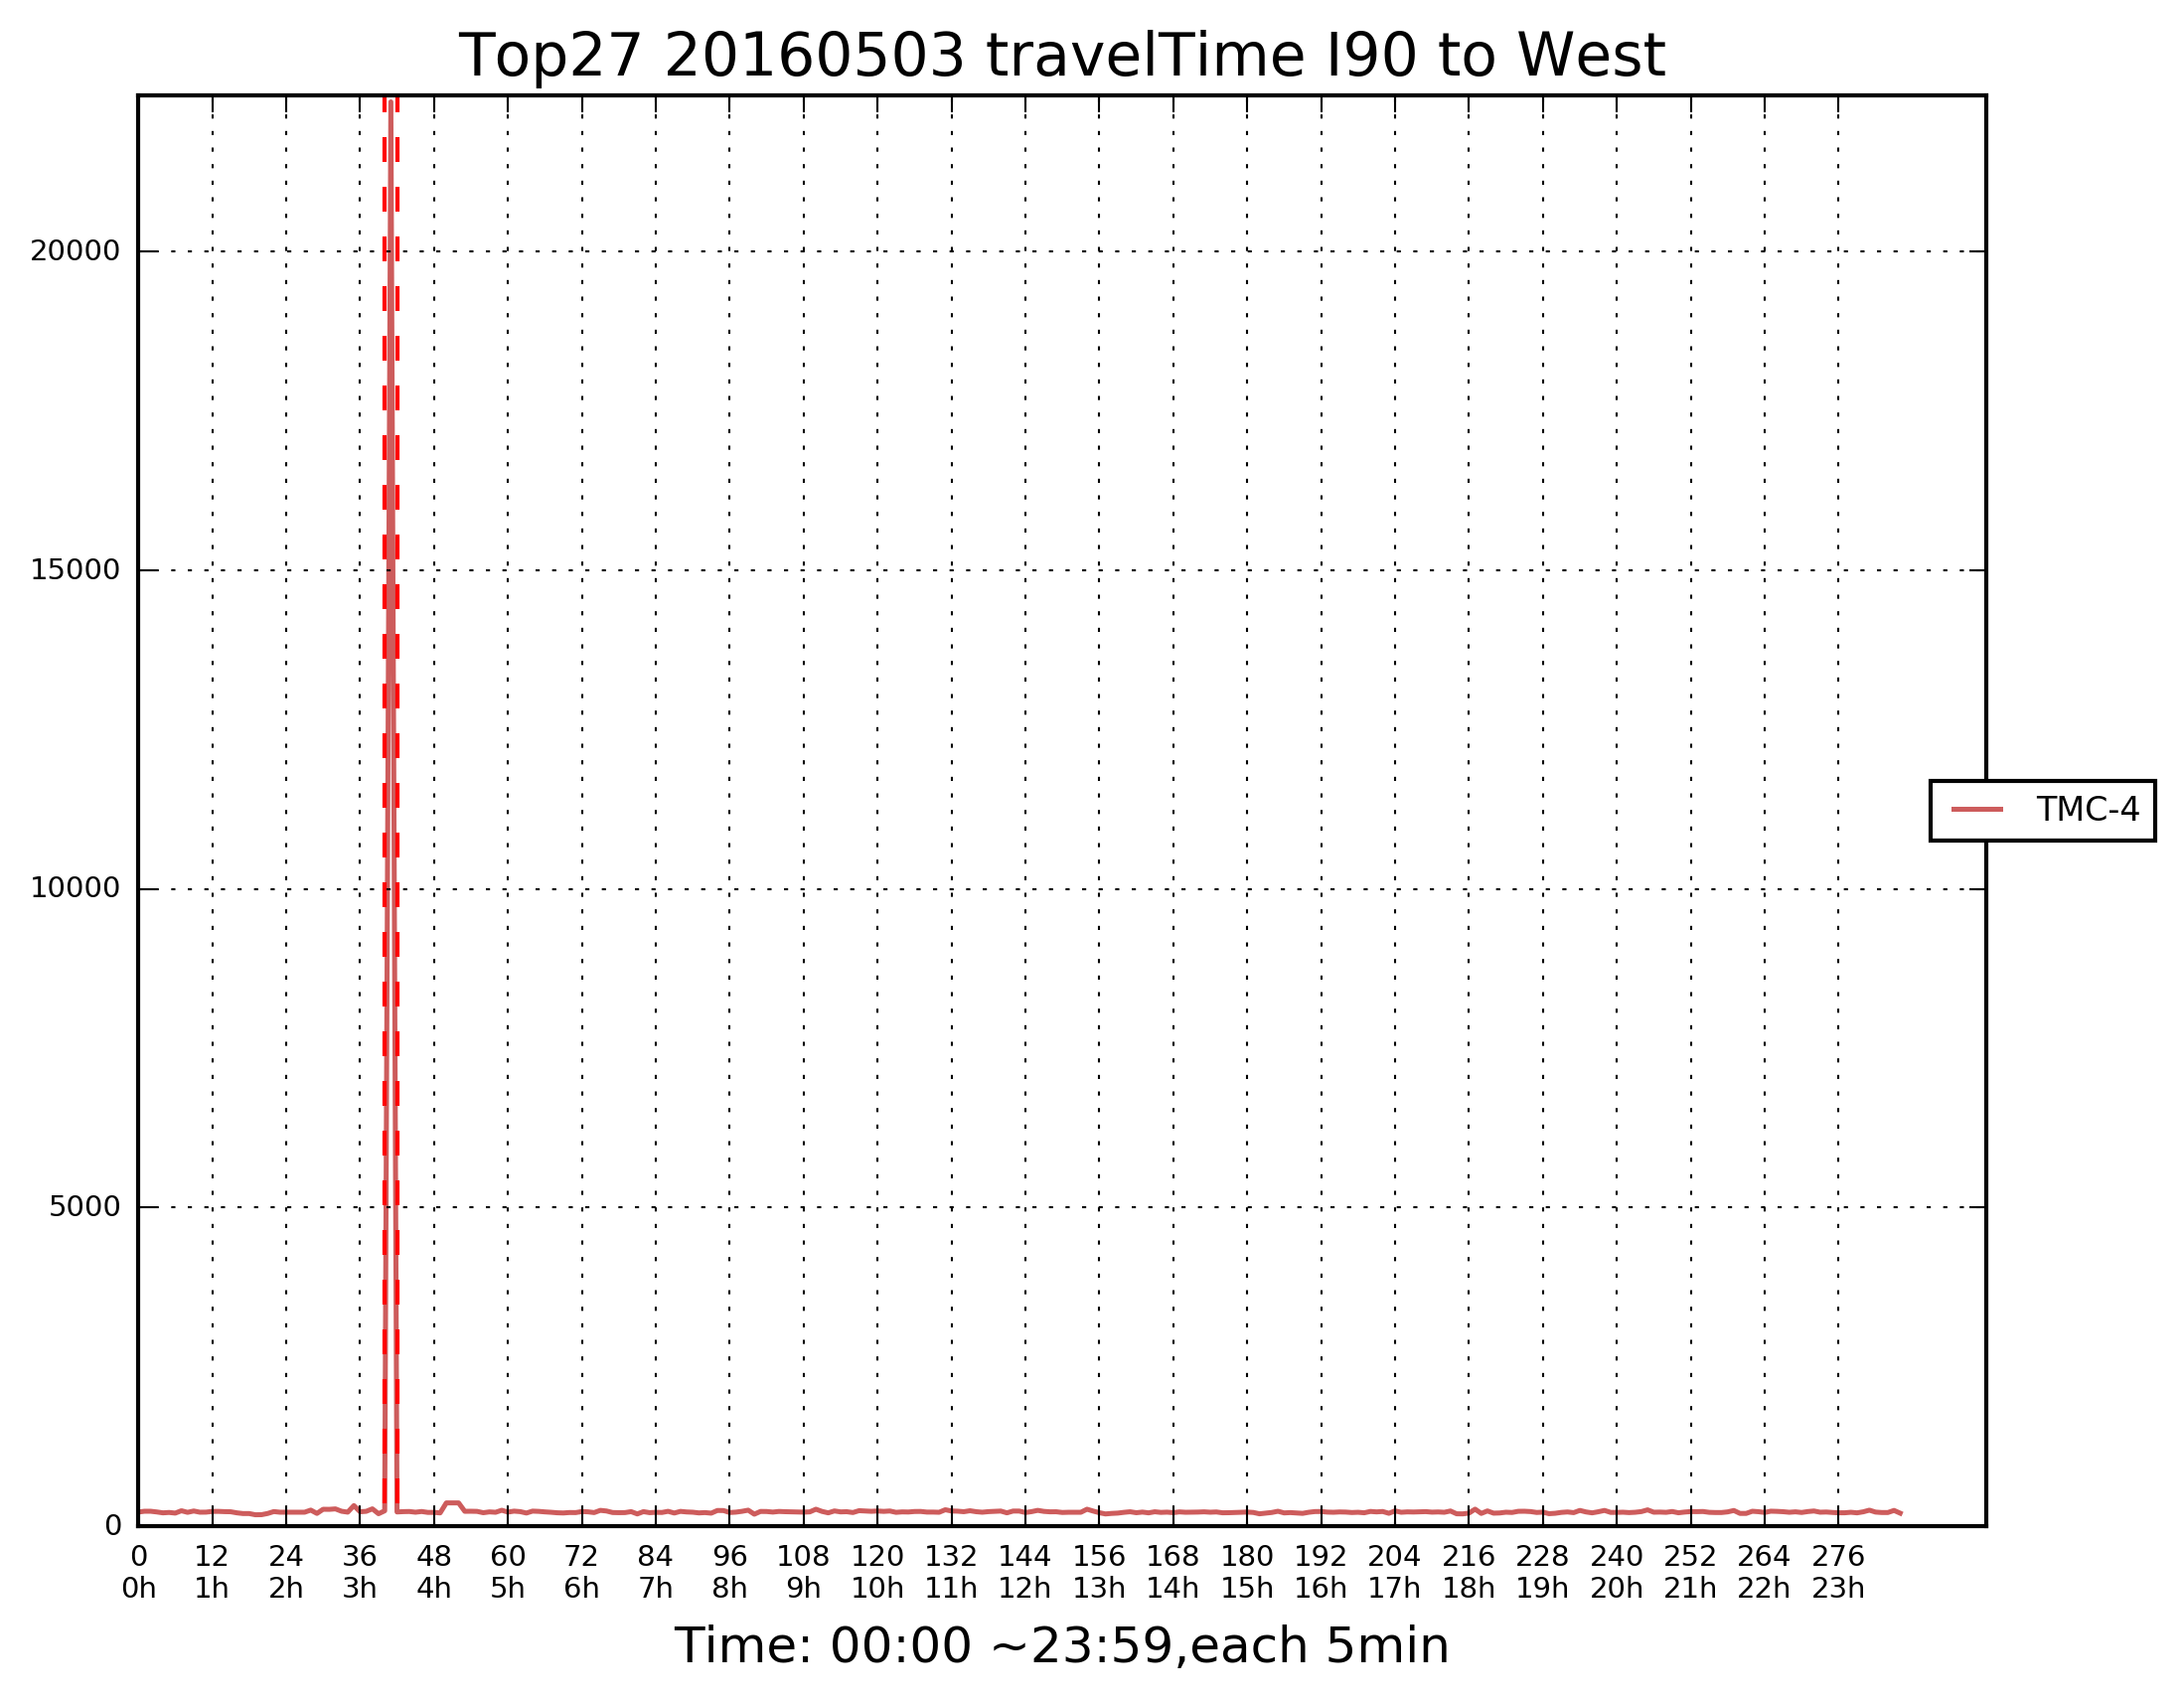 Top27 20160503 travelTime I90 to West
20000
15000
10000
5000
0
TMC-4
0 12 24 36 48 60 72 84 96 108 120 132 144 156 168 180 192 204 216 228 240 252 264 276
0h 1h 2h 3h 4h 5h 6h 7h 8h 9h 10h 11h 12h 13h 14h 15h 16h 17h 18h 19h 20h 21h 22h 23h
Time: 00:00 ~23:59,each 5min